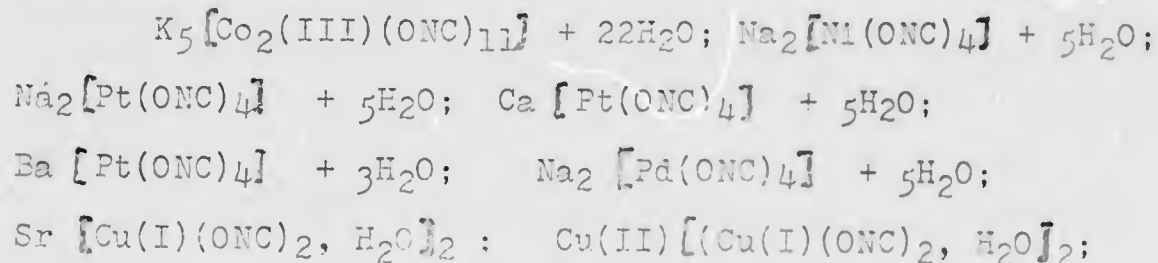 K5[Co2(III)(ONC)11] + 22H2O; Na2[Ni(ONC)4] + 5H2O;
Ná2[Pt(ONC)4] + 5H2O; Ca [Pt(ONC)4] + 5H2O;
Ba [Pt(ONC)4] + 3H2O; Na2 [Pd(ONC)4] + 5H2O;
Sr [Cu(I)(ONC)2, H2O]2 : Cu(II)[(Cu(I)(ONC)2, H2O]2;